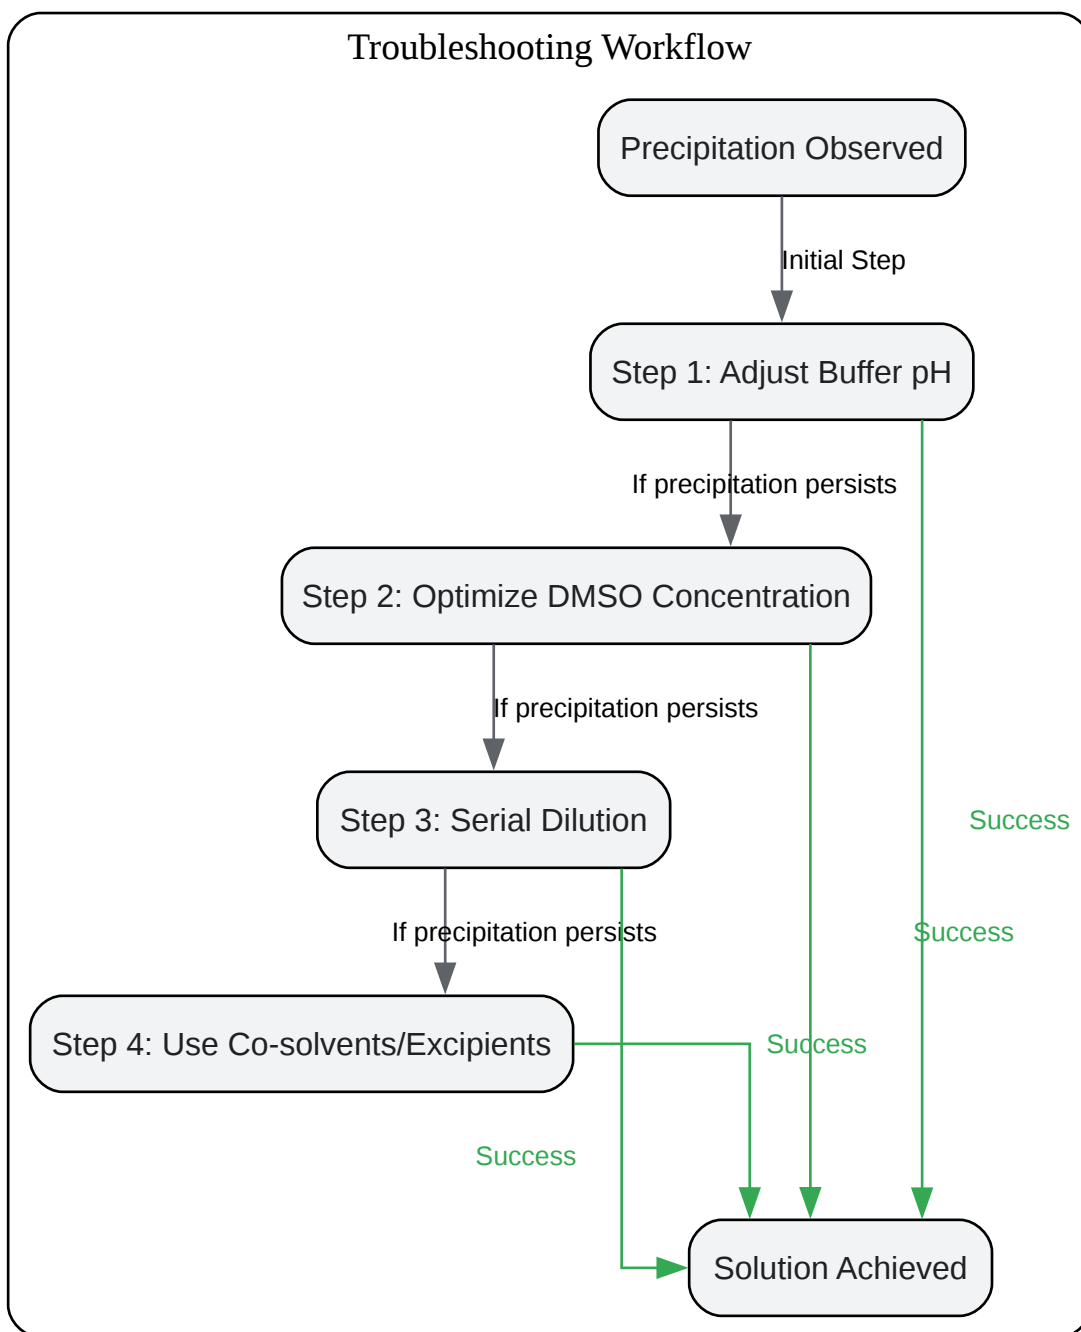 Troubleshooting Workflow
Precipitation Observed
Initial Step
Step 1: Adjust Buffer pH
If precipitation persists
Step 2: Optimize DMSO Concentration
If precipitation persists
Step 3: Serial Dilution
Success
If precipitation persists
Success
Step 4: Use Co-solvents/Excipients
Success
Success
Solution Achieved